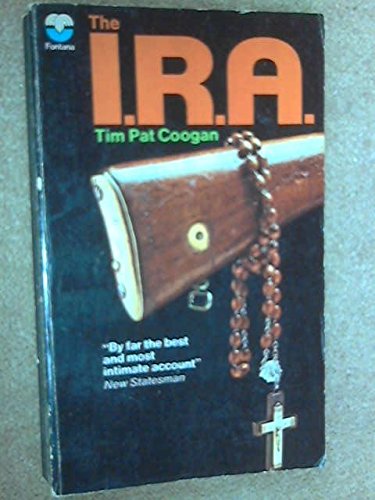 Fontana
The
I.R.A.
Tim Pat Coogan
"By far the best
and most
intimate account"
New Statesman